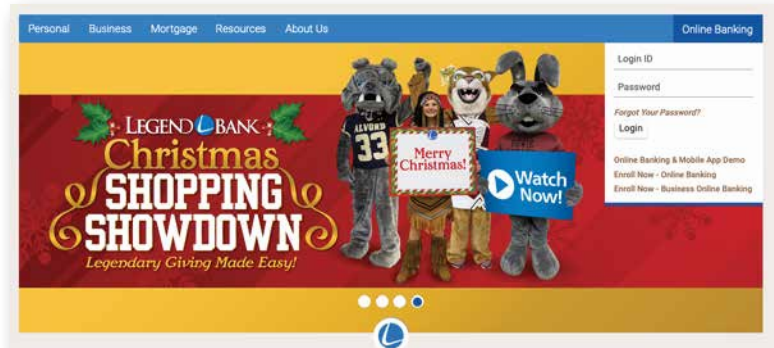 Personal Business Mortgage Resources About Us Online Banking
LEGEND BANK
Christmas
SHOPPING
SHOWDOWN
Legendary Giving Made Easy!
ALVORD
33
Merry
Christmas!
Watch
Now!
Login ID
Password
Forgot Your Password?
Login
Online Banking & Mobile App Demo
Enroll Now - Online Banking
Enroll Now - Business Online Banking